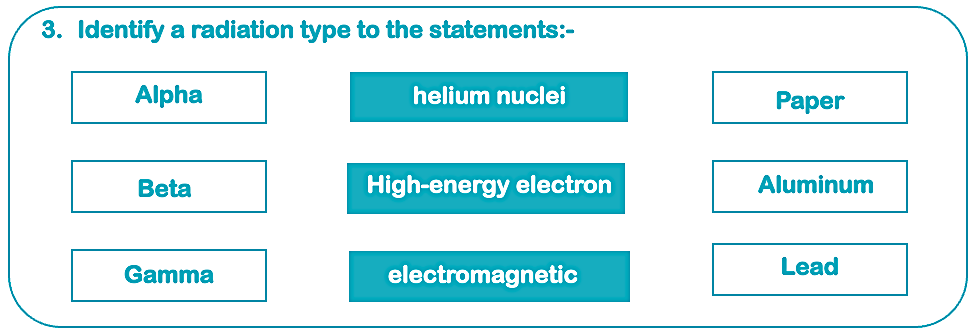 3. Identify a radiation type to the statements:-
Alpha helium nuclei Paper
Beta High-energy electron Aluminum
Gamma electromagnetic Lead